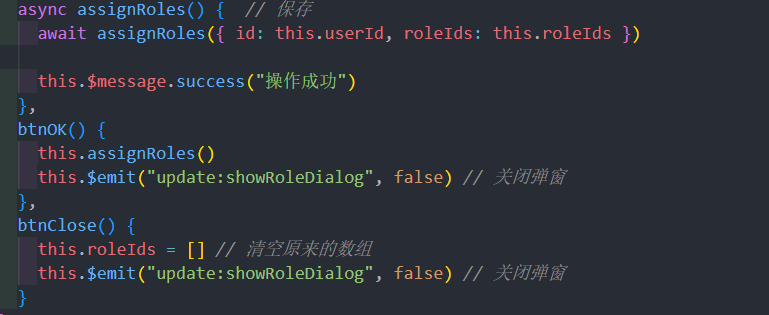 async assignRoles() {  // 保存
  await assignRoles({ id: this.userId, roleIds: this.roleIds })

  this.$message.success("操作成功")
},
btnOK() {
  this.assignRoles()
  this.$emit("update:showRoleDialog", false) // 关闭弹窗
},
btnClose() {
  this.roleIds = [] // 清空原来的数组
  this.$emit("update:showRoleDialog", false) // 关闭弹窗
}